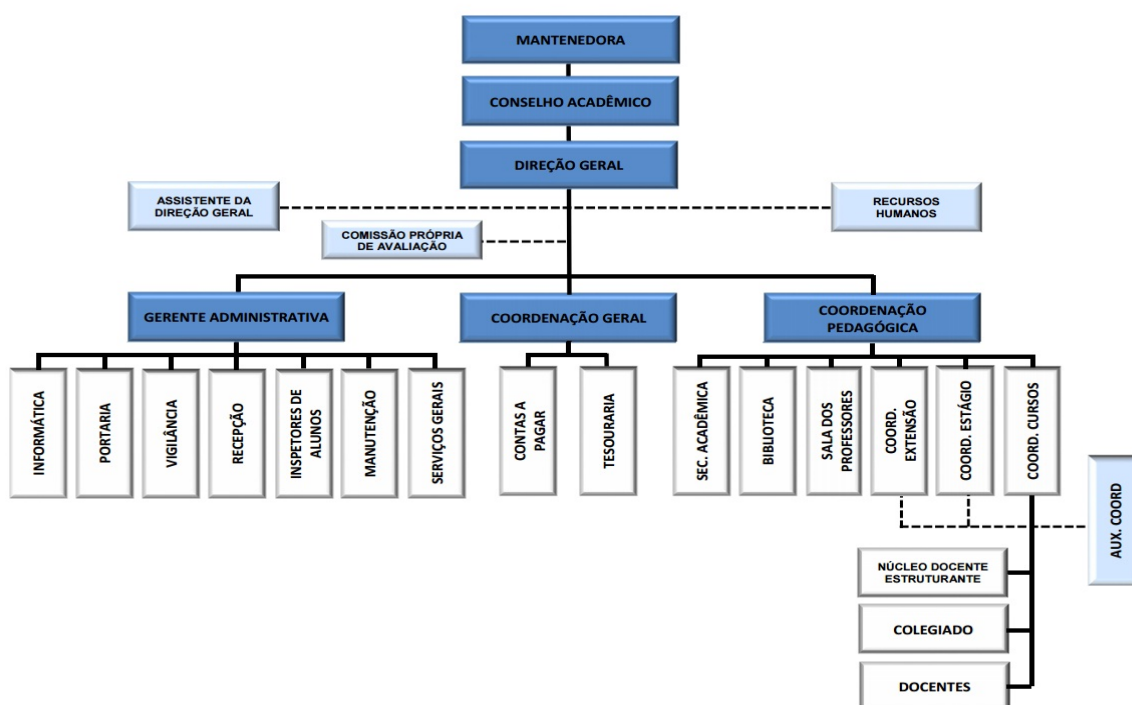 MANTENEDORA
CONSELHO ACADÊMICO
DIREÇÃO GERAL
ASSISTENTE DA
DIREÇÃO GERAL
RECURSOS
HUMANOS
COMISSÃO PRÓPRIA
DE AVALIAÇÃO
GERENTE ADMINISTRATIVA
COORDENAÇÃO GERAL
COORDENAÇÃO
PEDAGÓGICA
INFORMÁTICA
PORTARIA
VIGILÂNCIA
RECEPÇÃO
INSPETORES DE
ALUNOS
MANUTENÇÃO
SERVIÇOS GERAIS
CONTAS A
PAGAR
TESOURARIA
SEC. ACADÊMICA
BIBLIOTECA
SALA DOS
PROFESSORES
COORD.
EXTENSÃO
COORD. ESTÁGIO
COORD. CURSOS
AUX. COORD
NÚCLEO DOCENTE
ESTRUTURANTE
COLEGIADO
DOCENTES